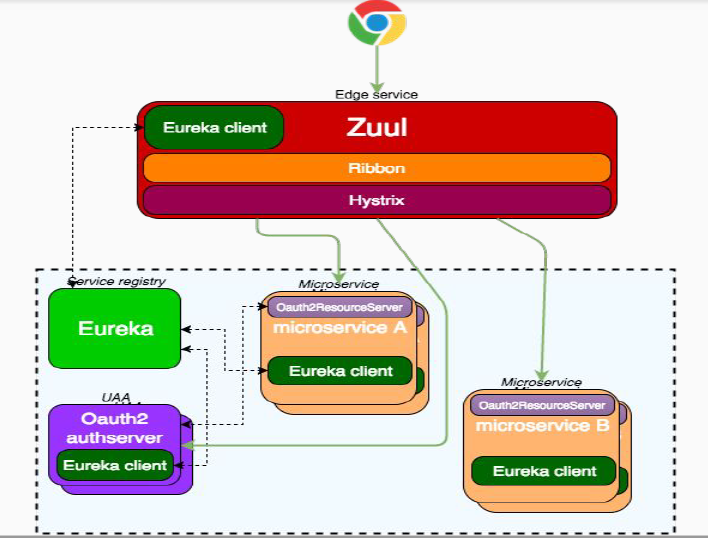 Edge service
Eureka client
Zuul
Ribbon
Hystrix
Service registry
Eureka
Microservice
Oauth2ResourceServer
microservice A
Eureka client
UAA
Oauth2
authserver
Eureka client
Microservice
Oauth2ResourceServer
microservice B
Eureka client